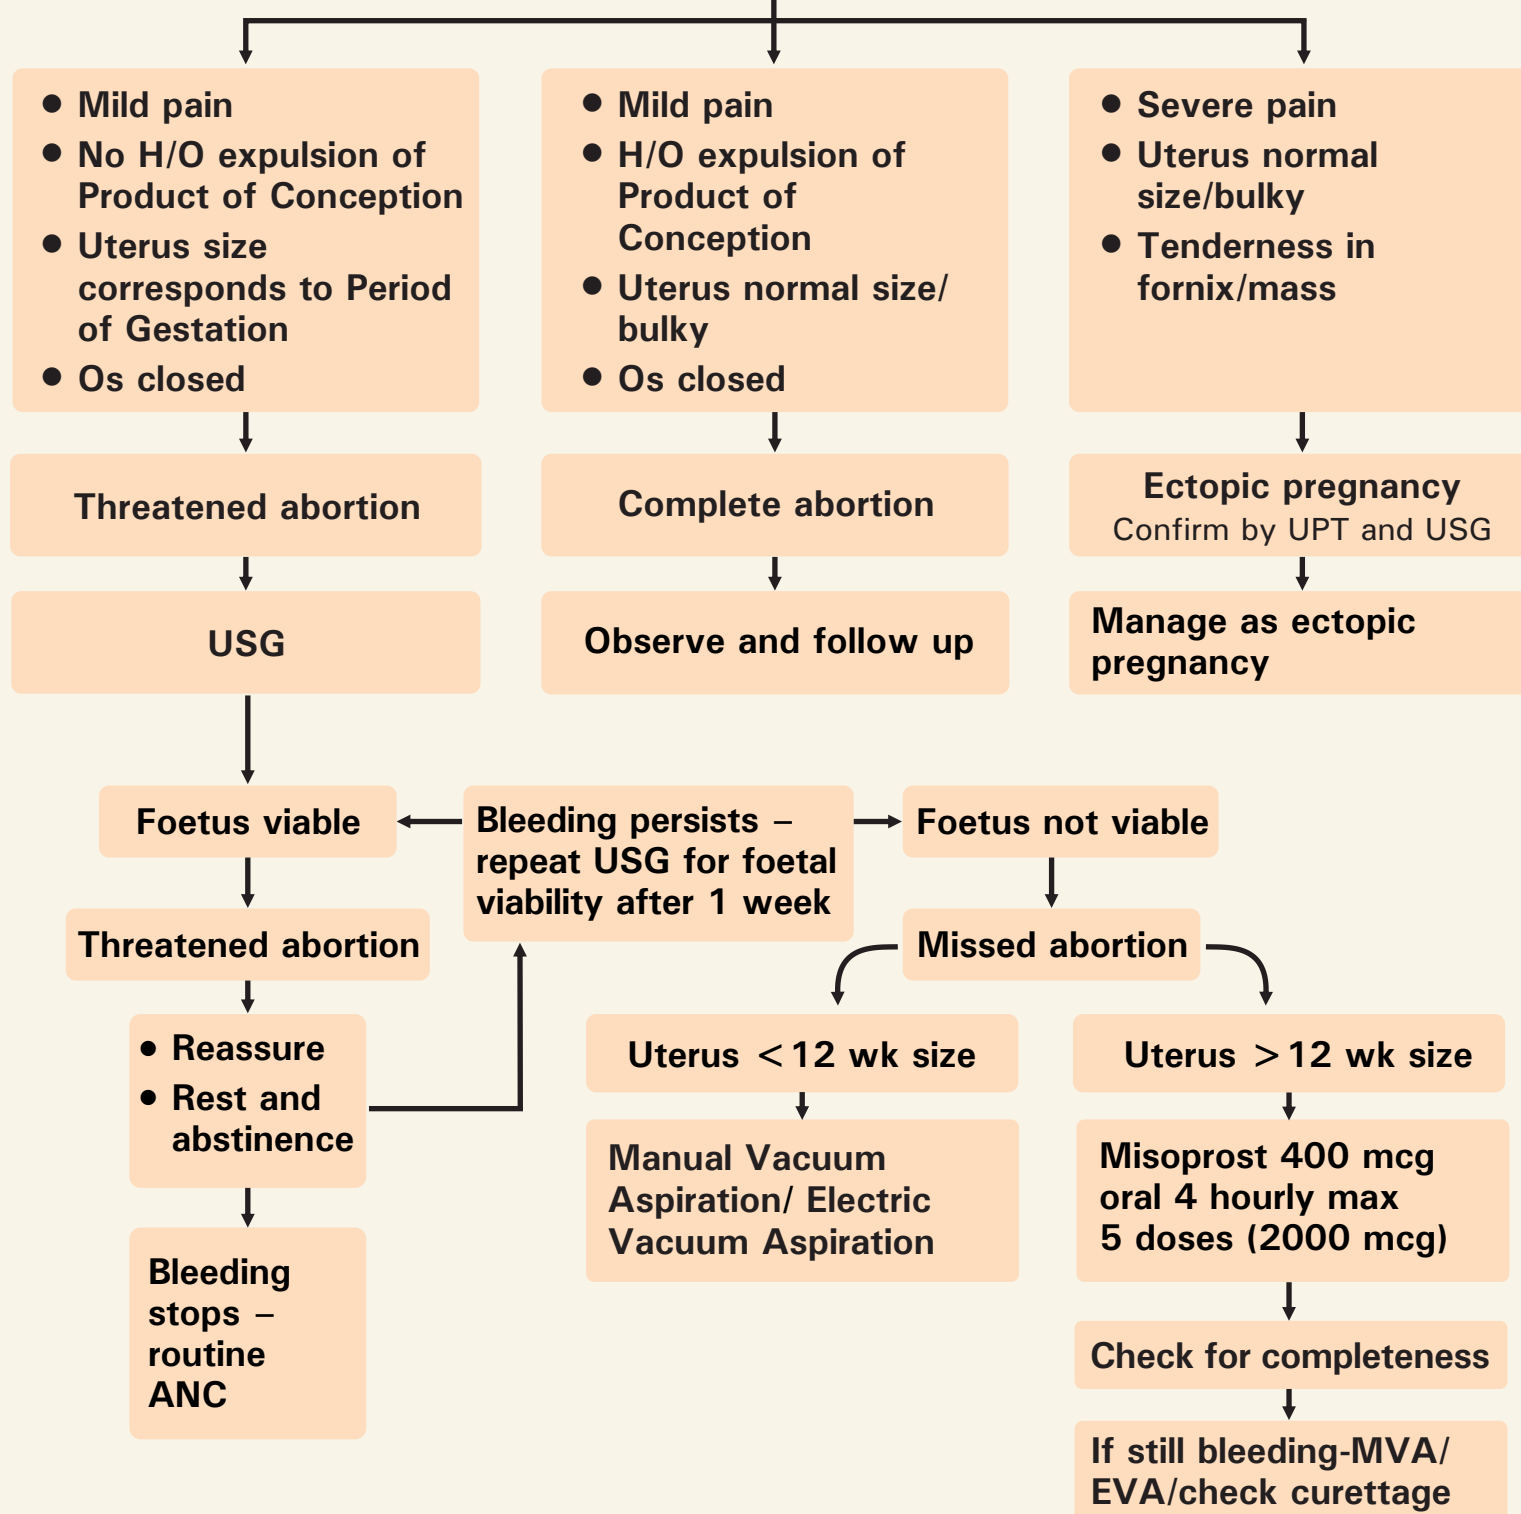 ● Mild pain
● No H/O expulsion of
Product of Conception
● Uterus size
corresponds to Period
of Gestation
● Os closed
● Mild pain
● H/O expulsion of
Product of
Conception
● Uterus normal size/
bulky
● Os closed
● Severe pain
● Uterus normal
size/bulky
● Tenderness in
fornix/mass
Threatened abortion
Complete abortion
Ectopic pregnancy
Confirm by UPT and USG
USG
Observe and follow up
Manage as ectopic
pregnancy
Foetus viable
Bleeding persists –
repeat USG for foetal
viability after 1 week
Foetus not viable
Threatened abortion
Missed abortion
● Reassure
● Rest and
abstinence
Uterus <12 wk size
Uterus >12 wk size
Manual Vacuum
Aspiration/ Electric
Vacuum Aspiration
Misoprost 400 mcg
oral 4 hourly max
5 doses (2000 mcg)
Bleeding
stops –
routine
ANC
Check for completeness
If still bleeding-MVA/
EVA/check curettage